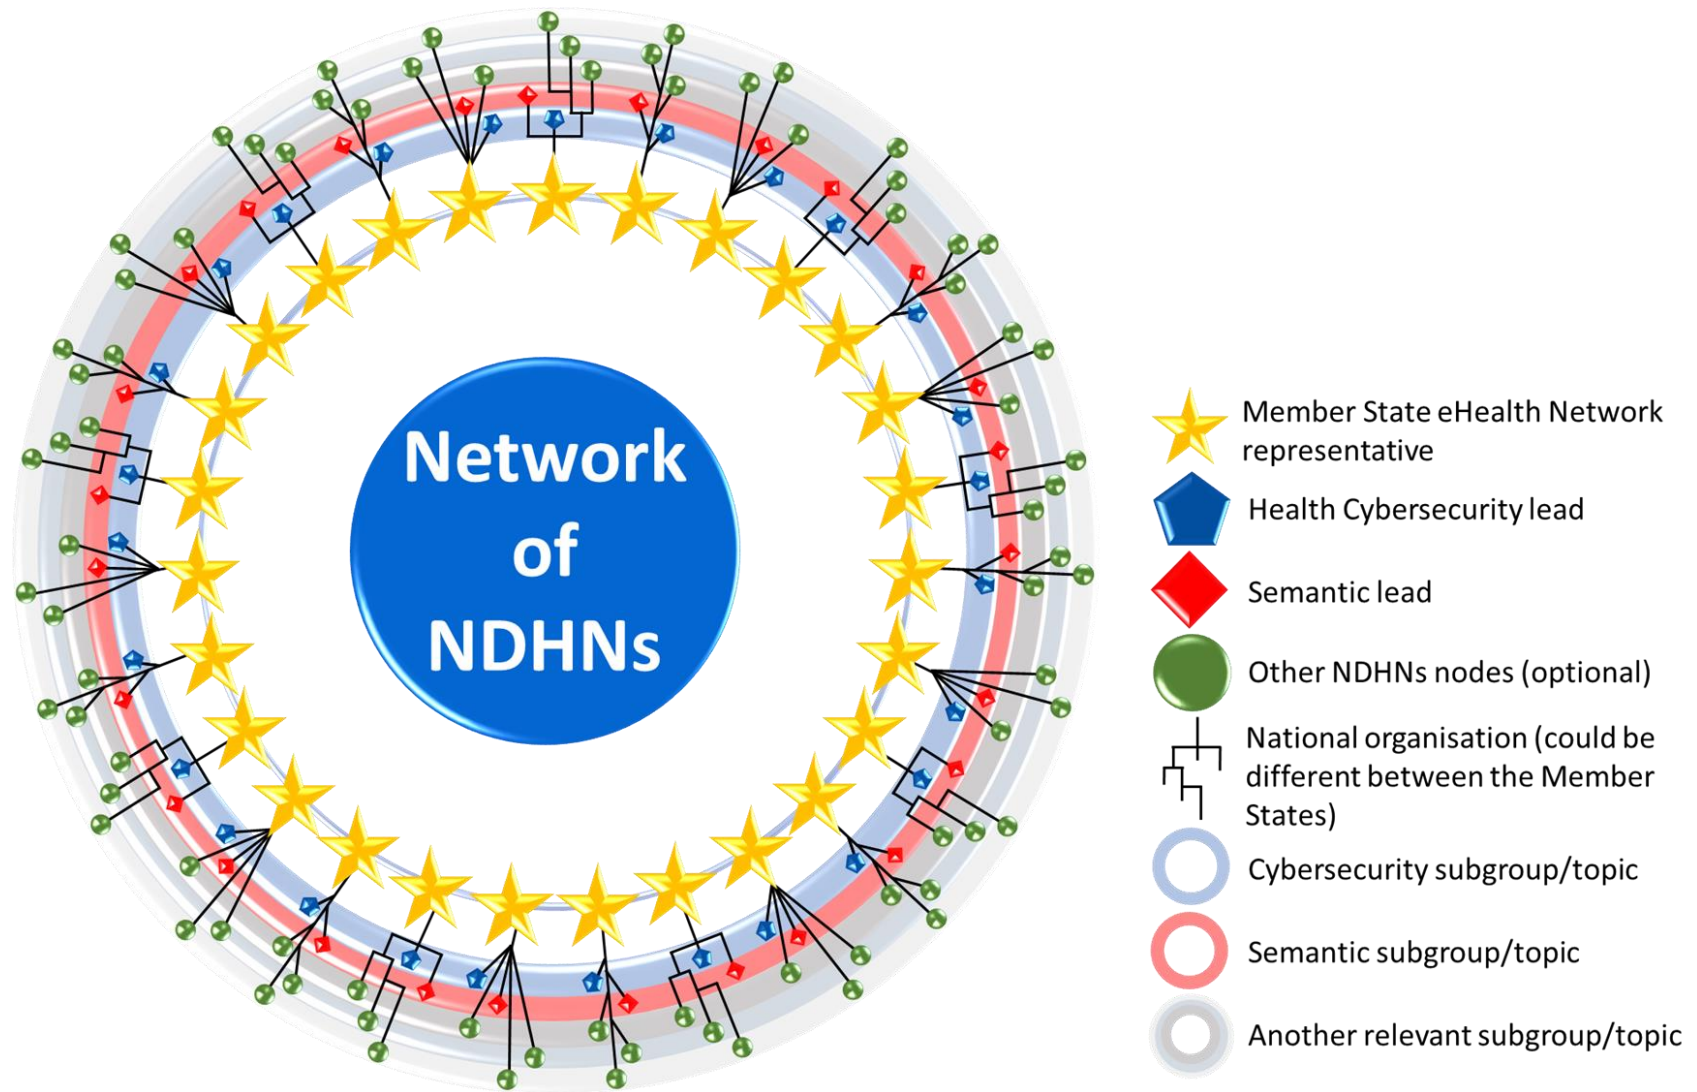 Network
of
NDHNs
Member State eHealth Network
representative
Health Cybersecurity lead
Semantic lead
Other NDHNs nodes (optional)
National organisation (could be
different between the Member
States)
Cybersecurity subgroup/topic
Semantic subgroup/topic
Another relevant subgroup/topic